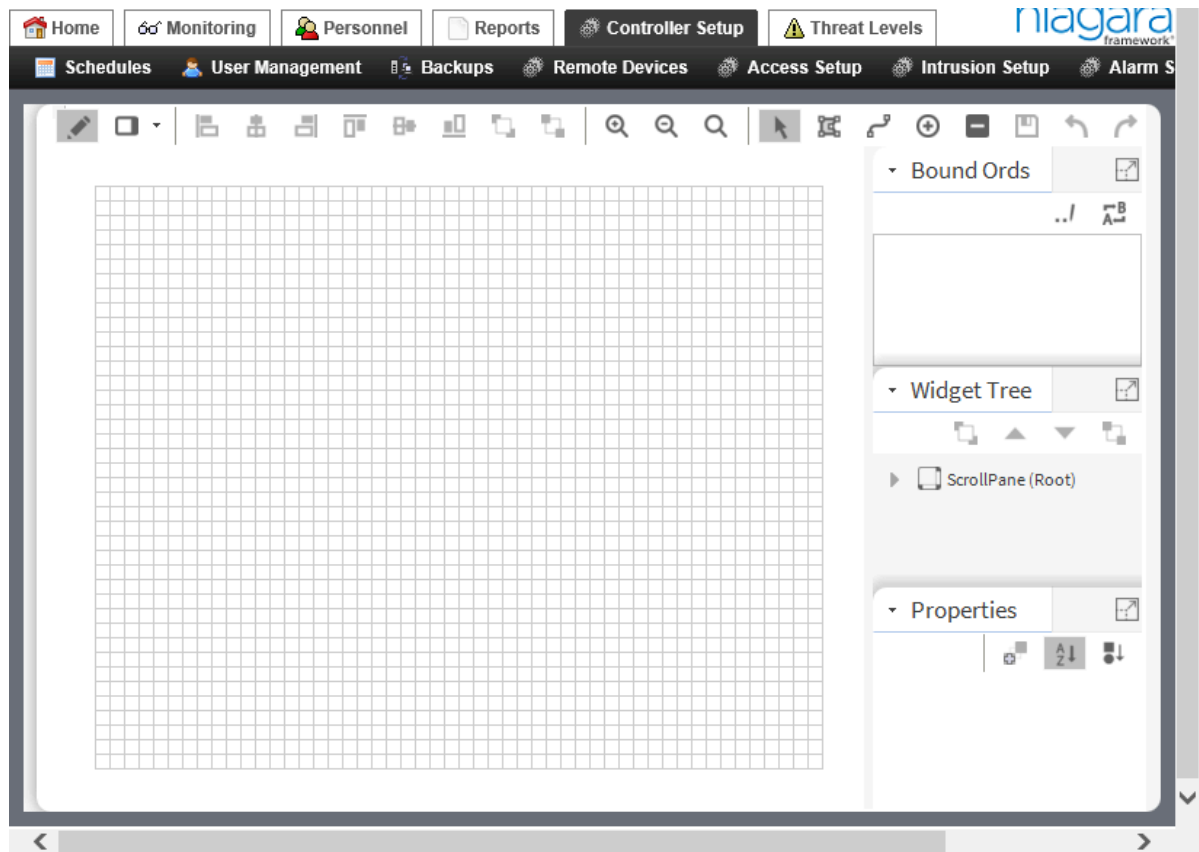 Home Monitoring Personnel Reports Controller Setup Threat Levels
niagara
framework
Schedules User Management Backups Remote Devices Access Setup Intrusion Setup Alarm S
Bound Ords
../
Widget Tree
ScrollPane (Root)
Properties